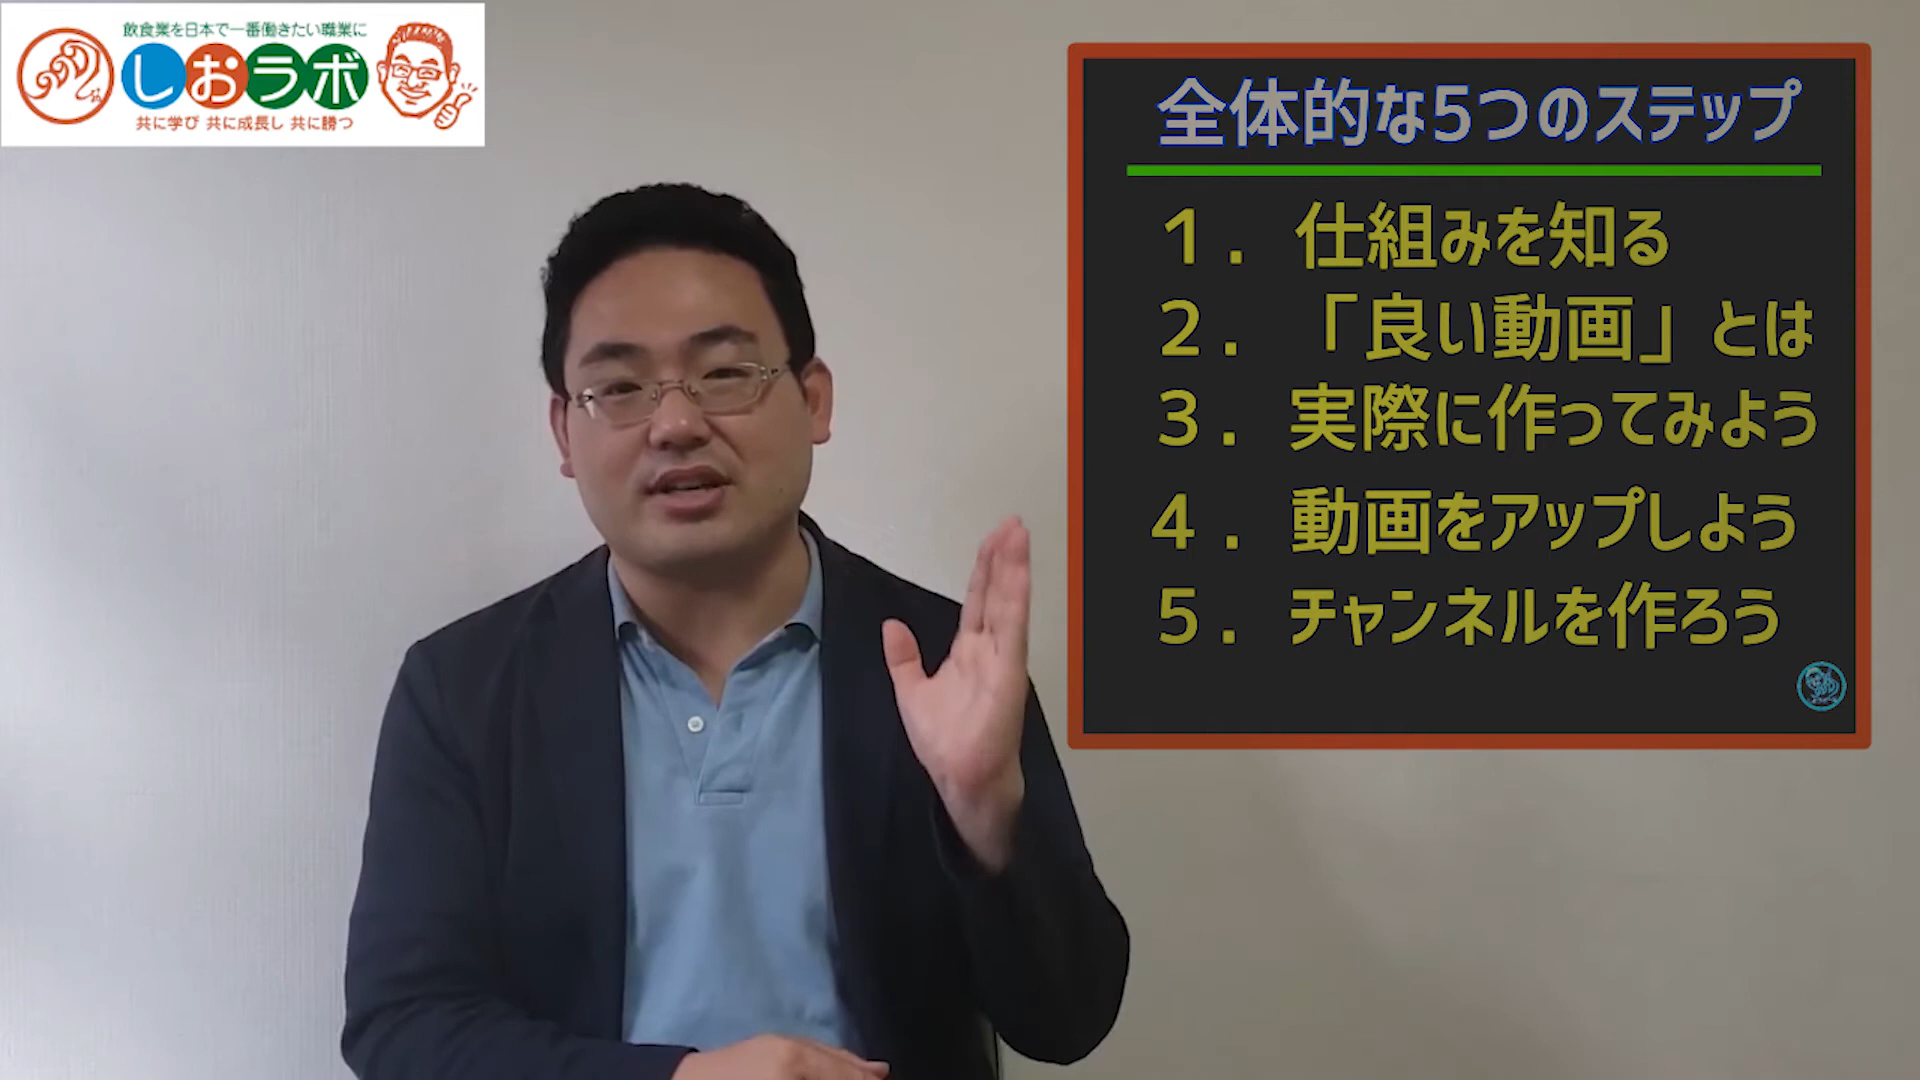 飲食業を日本で一番働きたい職業に
しおラボ
共に学び 共に成長し 共に勝つ
全体的な5つのステップ
１．仕組みを知る
２．「良い動画」とは
３．実際に作ってみよう
４．動画をアップしよう
５．チャンネルを作ろう